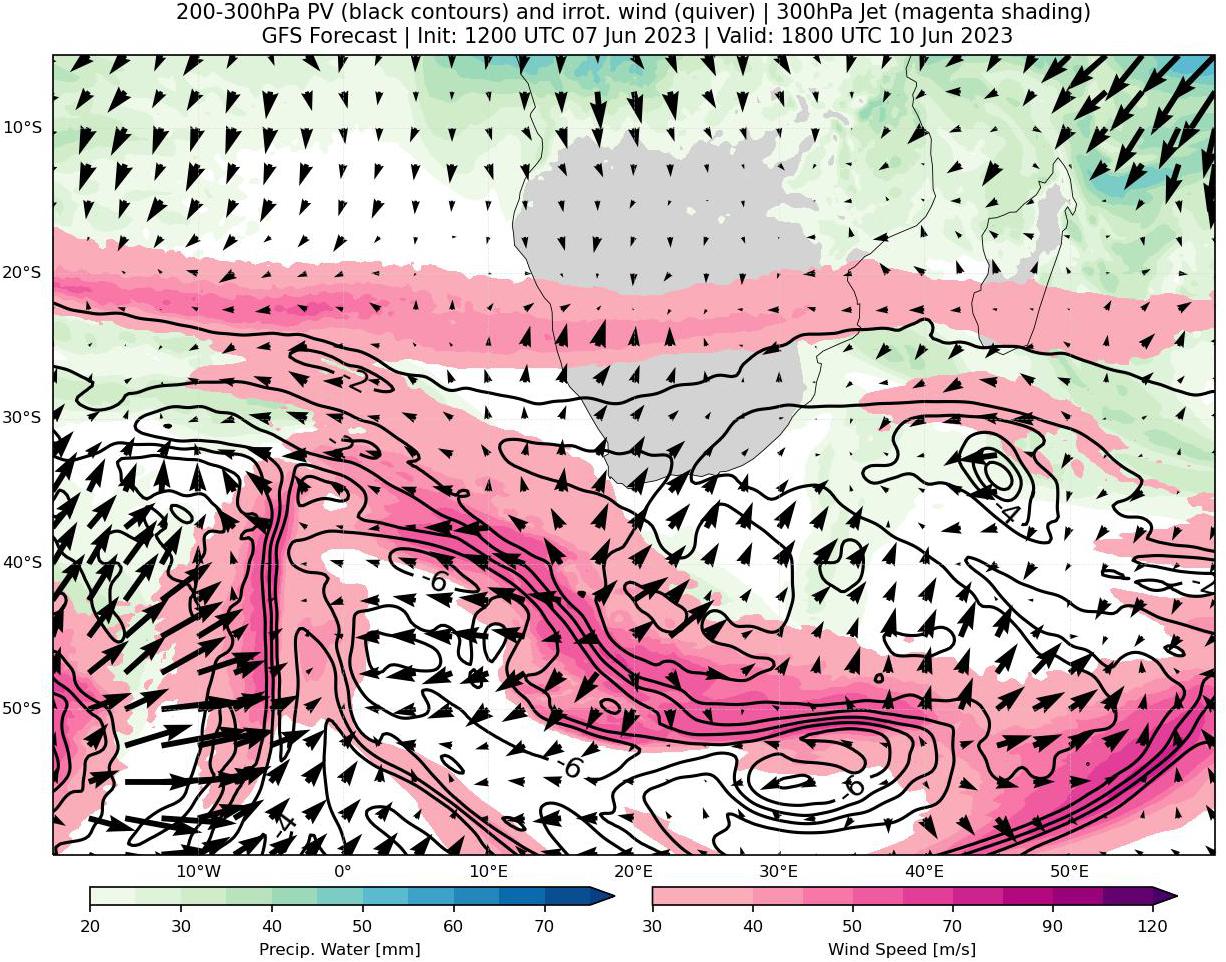 200-300hPa PV (black contours) and irrot. wind (quiver) | 300hPa Jet (magenta shading)
GFS Forecast | Init: 1200 UTC 07 Jun 2023 | Valid: 1800 UTC 10 Jun 2023
10°S
20°S
-2
30°S
-4
40°S
-6
50°S
-6
-6
-4
10°W 0° 10°E 20°E 30°E 40°E 50°E
20 30 40 50 60 70
30 40 50 70 90 120
Precip. Water [mm]
Wind Speed [m/s]